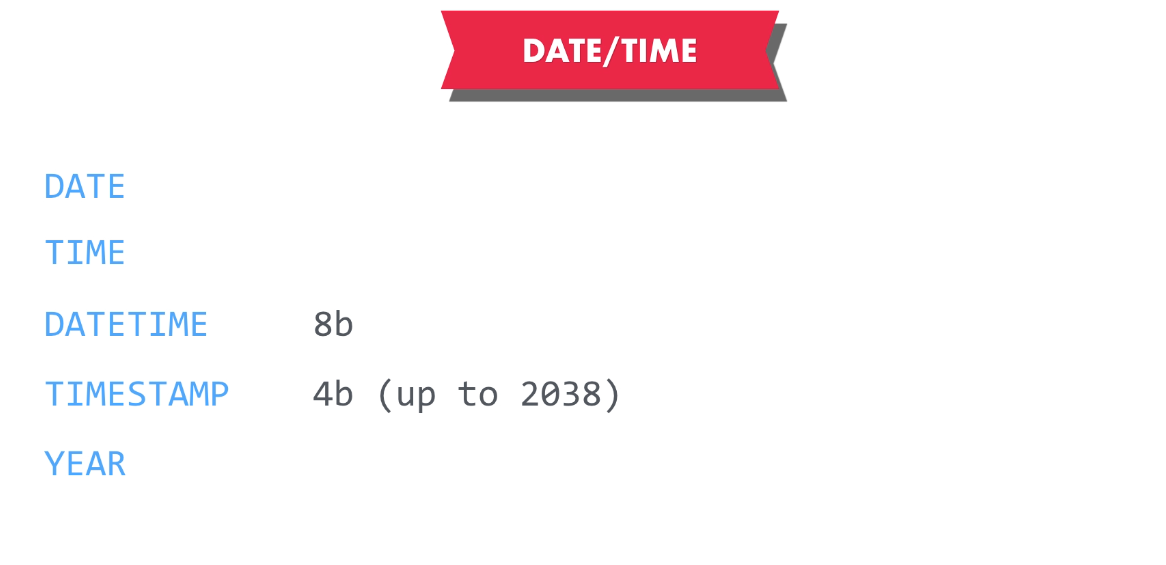 DATE/TIME
DATE
TIME
DATETIME 8b
TIMESTAMP 4b (up to 2038)
YEAR